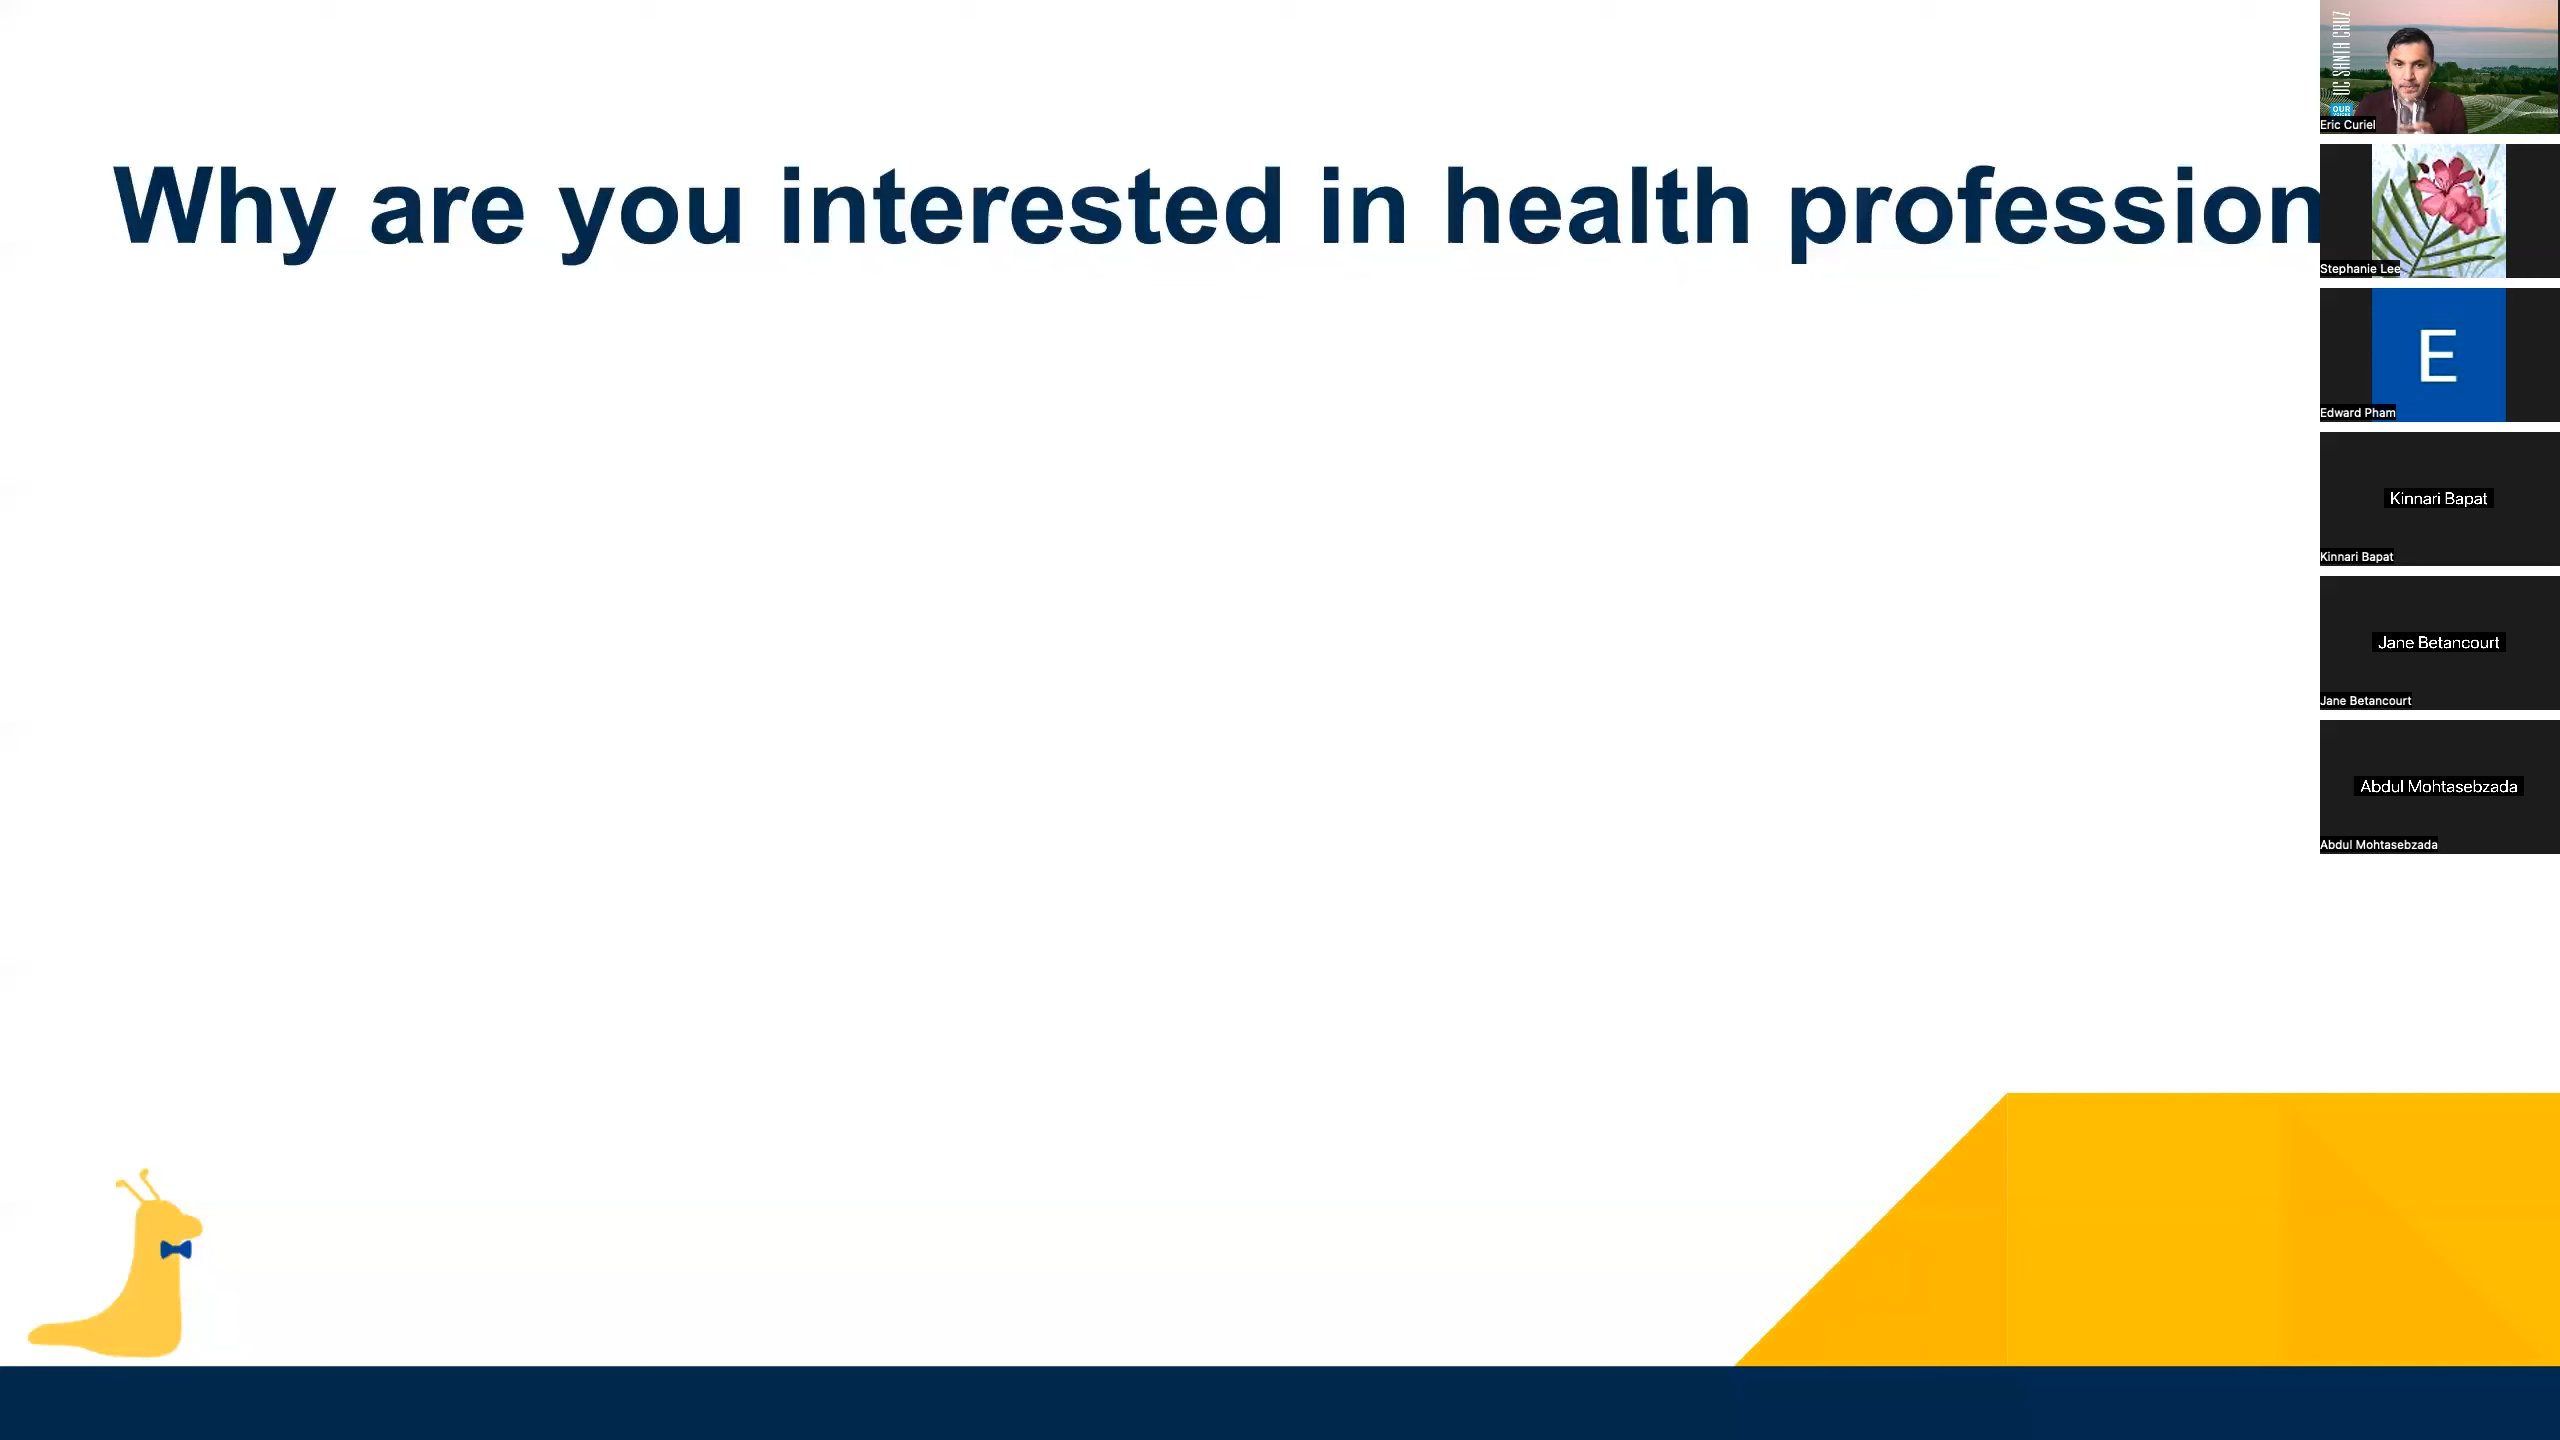 Why are you interested in health profession
UC SANTA CRUZ
OUR
Eric Curiel
Stephanie Lee
E
Edward Pham
Kinnari Bapat
Kinnari Bapat
Jane Betancourt
Jane Betancourt
Abdul Mohtasebzada
Abdul Mohtasebzada